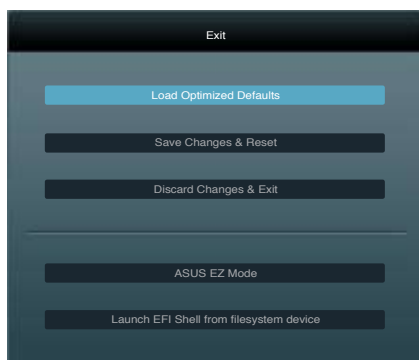 Exit
Load Optimized Defaults
Save Changes & Reset
Discard Changes & Exit
ASUS EZ Mode
Launch EFI Shell from filesystem device